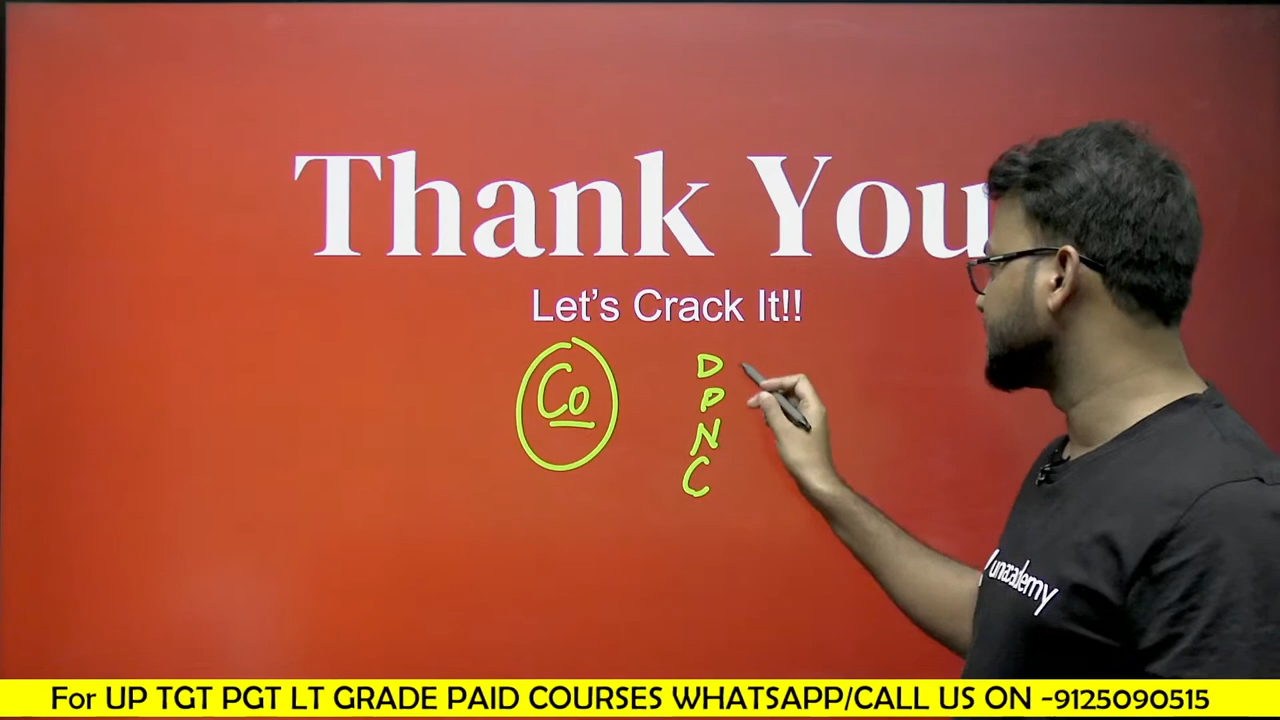 Thank You
Let's Crack It!!
Co
D
P
N
C
unacademy
For UP TGT PGT LT GRADE PAID COURSES WHATSAPP/CALL US ON -9125090515